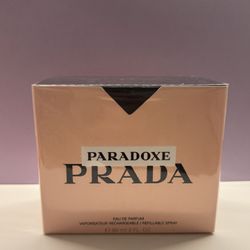 PARADOXE
PRADA
EAU DE PARFUM
VAPORISATEUR RECHARGEABLE / REFILLABLE SPRAY